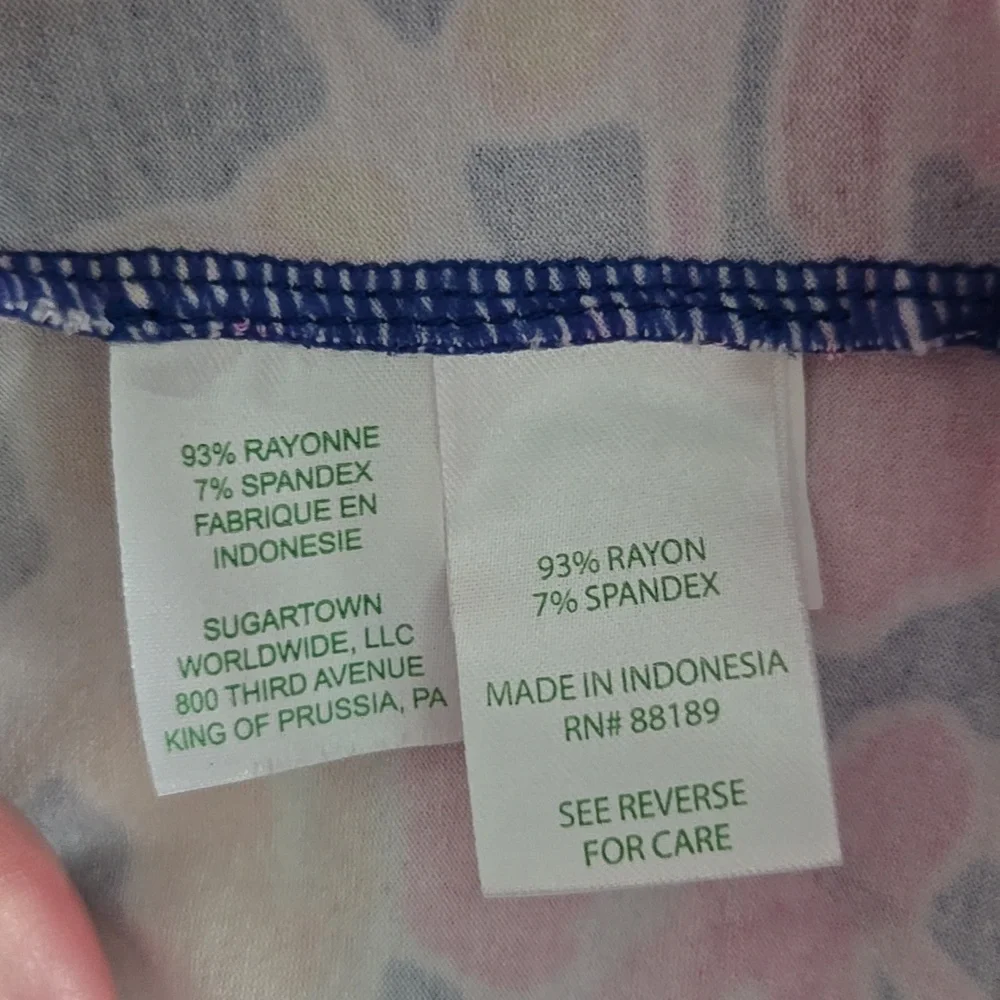 93% RAYONNE
7% SPANDEX
FABRIQUE EN
INDONESIE
SUGARTOWN
WORLDWIDE, LLC
800 THIRD AVENUE
KING OF PRUSSIA, PA
93% RAYON
7% SPANDEX
MADE IN INDONESIA
RN# 88189
SEE REVERSE
FOR CARE